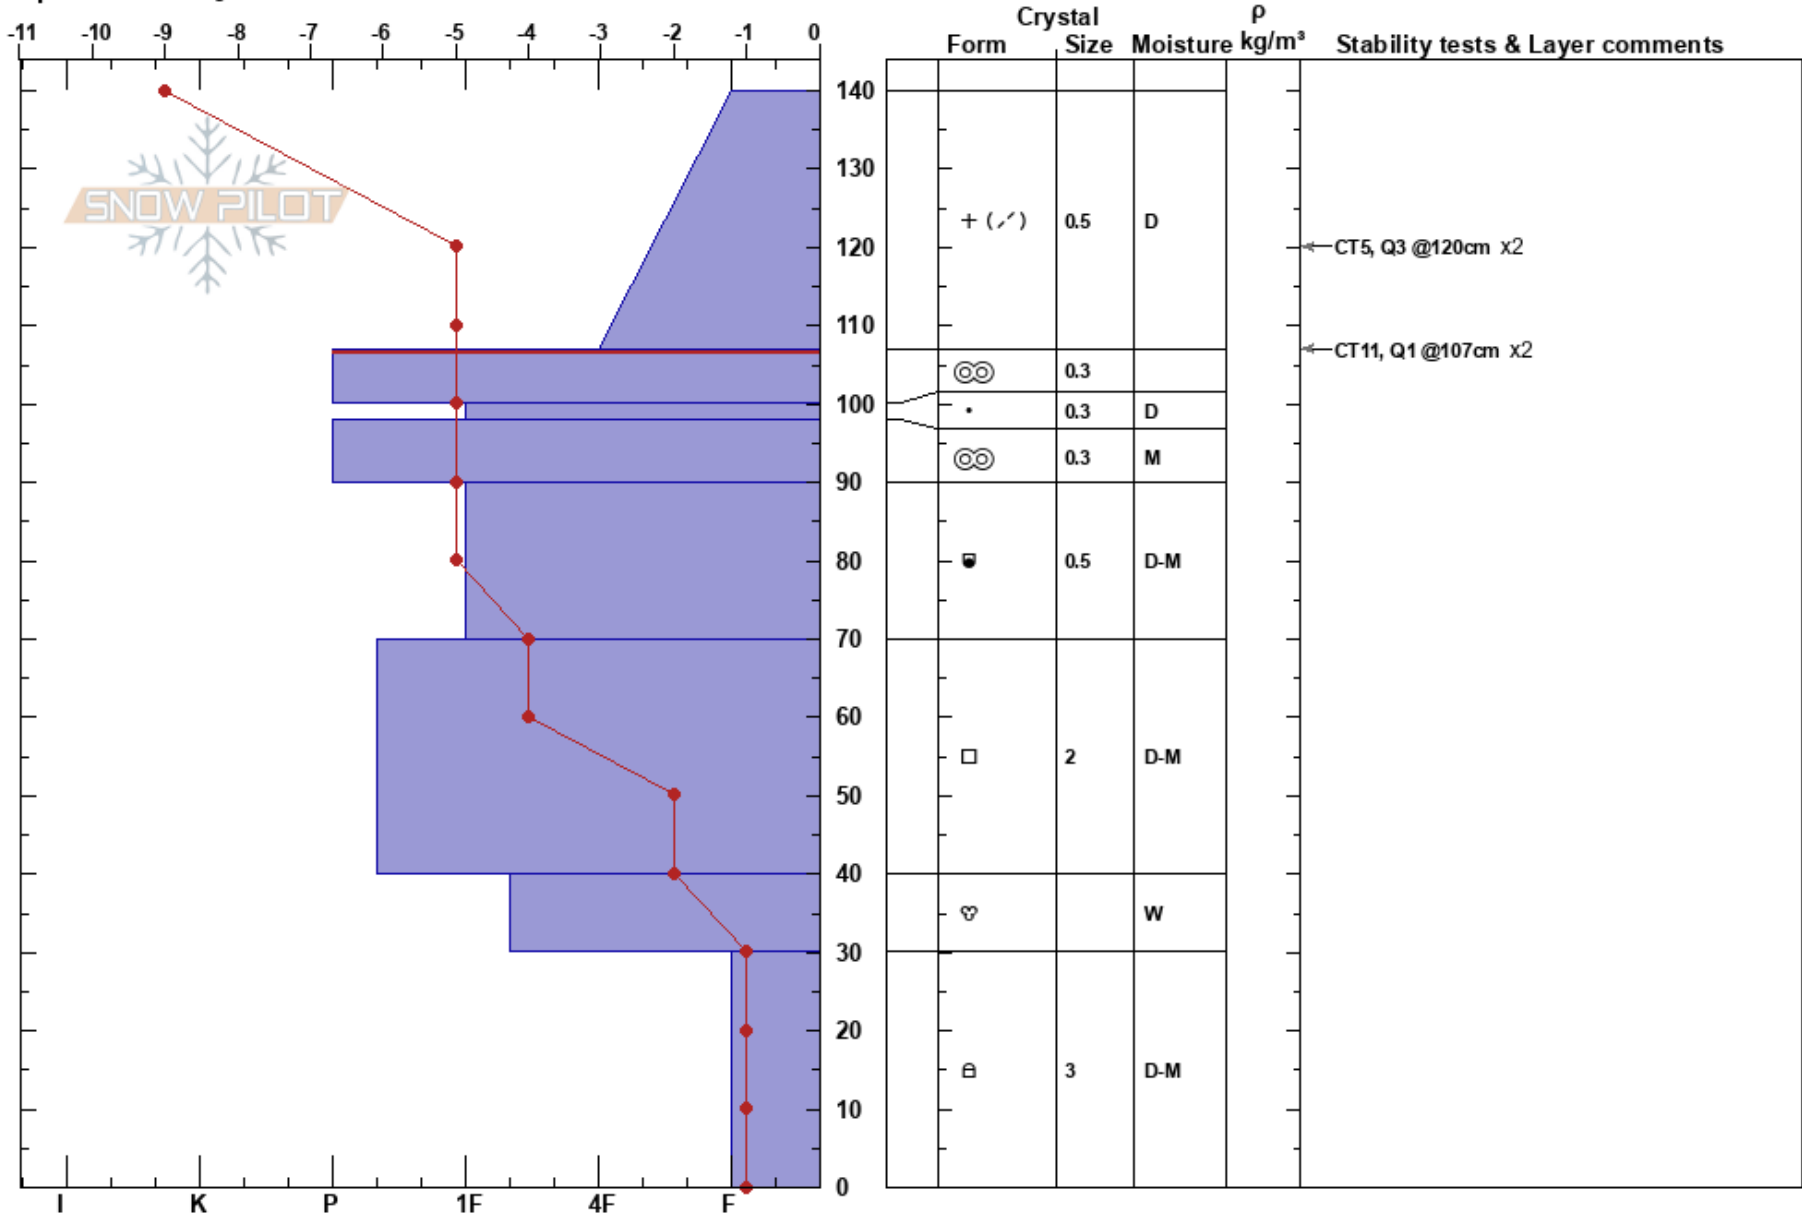 -11 -10 -9 -8 -7 -6 -5 -4 -3 -2 -1 0
Crystal
Form Size Moisture
ρ
kg/m³
Stability tests & Layer comments
SNOW PILOT
140
130
120
110
100
90
80
70
60
50
40
30
20
10
0
+ (⟋) 0.5 D
CT5, Q3 @120cm x2
CT11, Q1 @107cm x2
0.3
0.3 D
0.3 M
0.5 D-M
2 D-M
W
3 D-M
I K P 1F 4F F